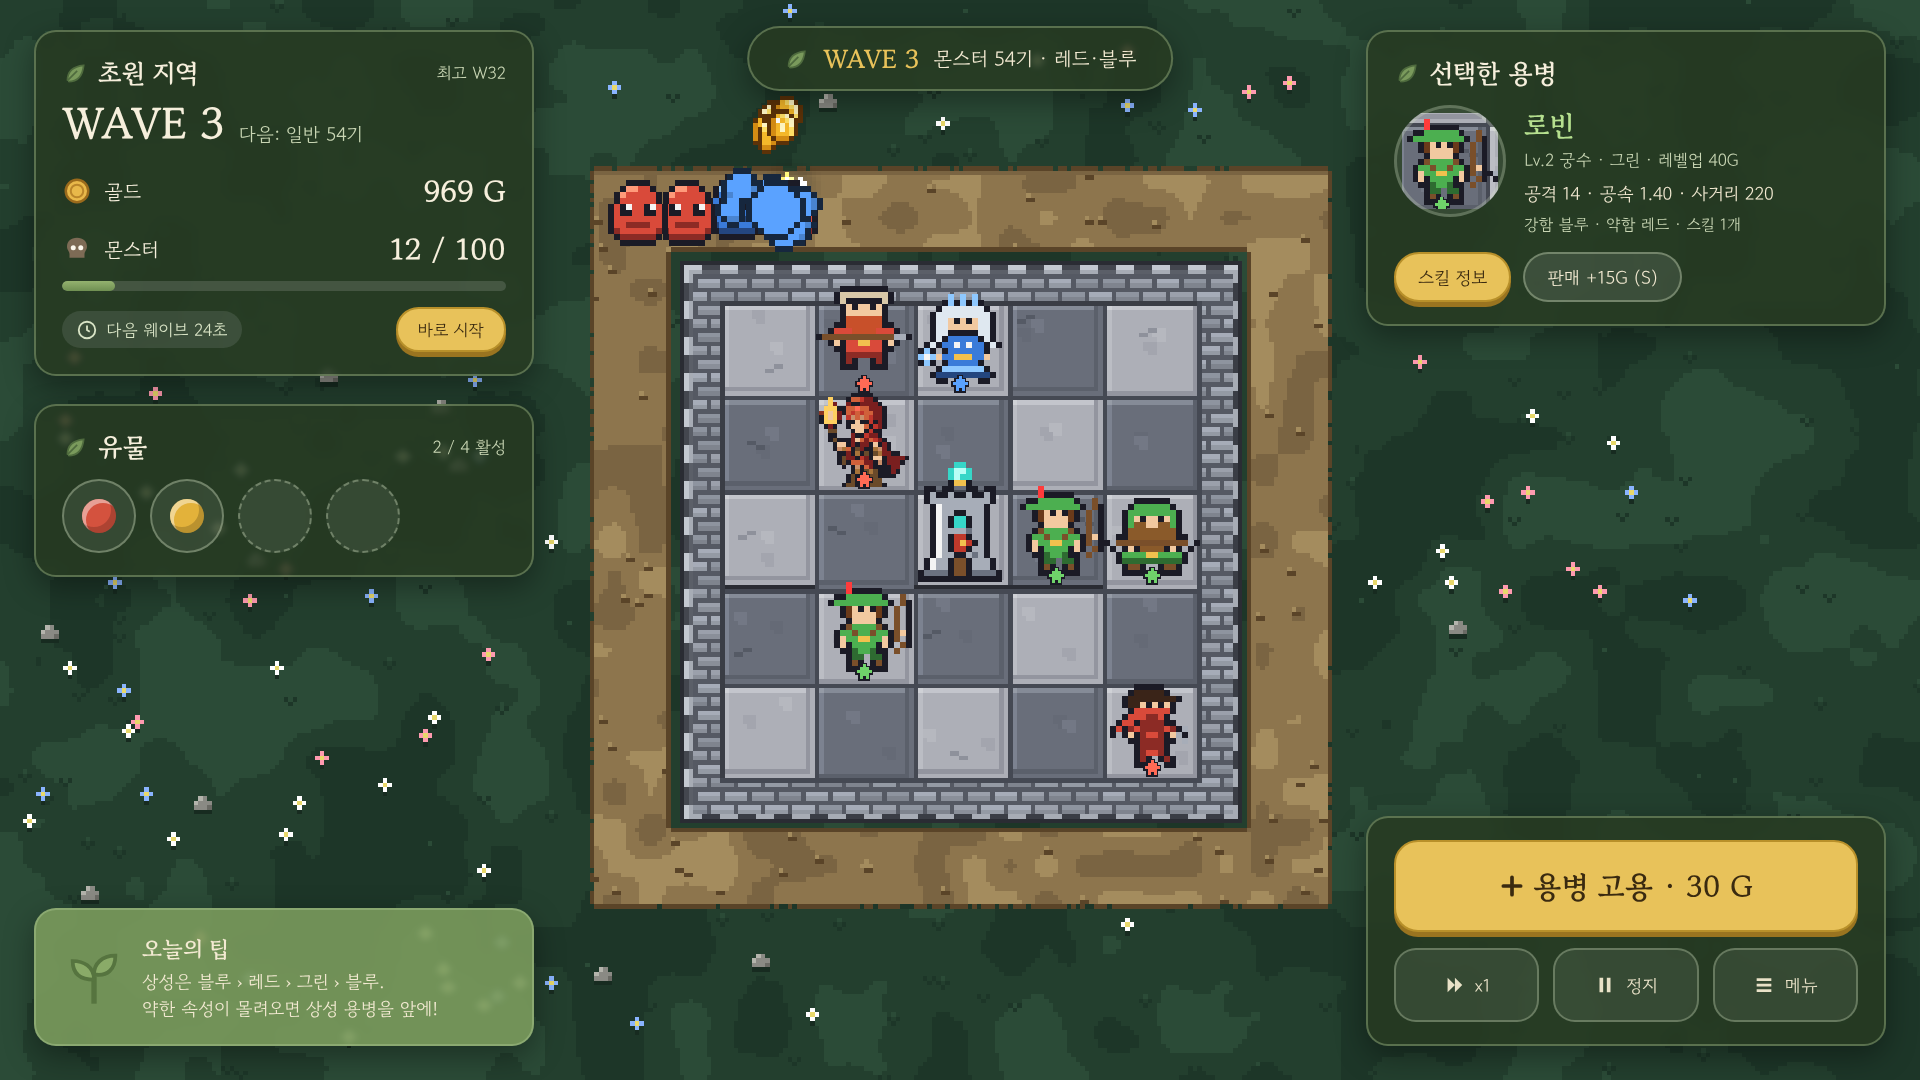 초원 지역
최고 W32
WAVE 3 다음: 일반 54기
골드 969 G
몬스터 12 / 100
다음 웨이브 24초
바로 시작
유물
2 / 4 활성
오늘의 팁
상성은 블루 › 레드 › 그린 › 블루.
약한 속성이 몰려오면 상성 용병을 앞에!
WAVE 3 몬스터 54기 · 레드·블루
선택한 용병
로빈
Lv.2 궁수 · 그린 · 레벨업 40G
공격 14 · 공속 1.40 · 사거리 220
강함 블루 · 약함 레드 · 스킬 1개
스킬 정보
판매 +15G (S)
+ 용병 고용 · 30 G
x1
정지
메뉴